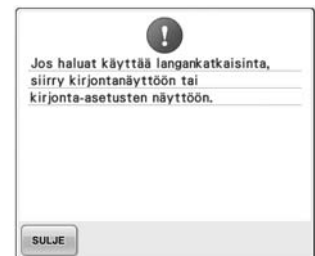 Jos haluat käyttää langankatkaisinta,
siirry kirjontanäyttöön tai
kirjonta-asetusten näyttöön.
SULJE